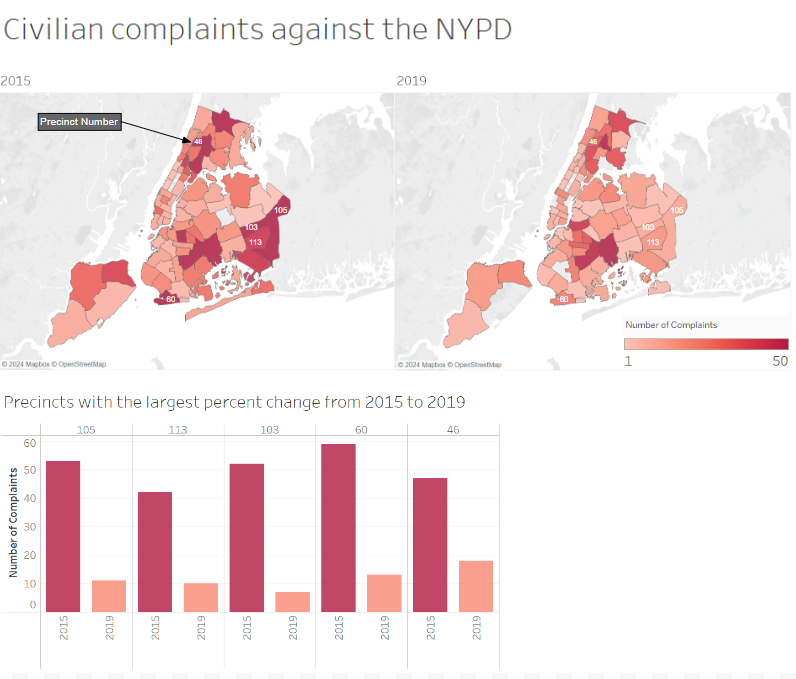 Civilian complaints against the NYPD
2015
2019
Precinct Number
46
105
103
113
60
© 2024 Mapbox © OpenStreetMap
46
105
103
113
60
© 2024 Mapbox © OpenStreetMap
Number of Complaints
1 50
Precincts with the largest percent change from 2015 to 2019
105 113 103 60 46
Number of Complaints
60
50
40
30
20
10
0
2015 2019 2015 2019 2015 2019 2015 2019 2015 2019